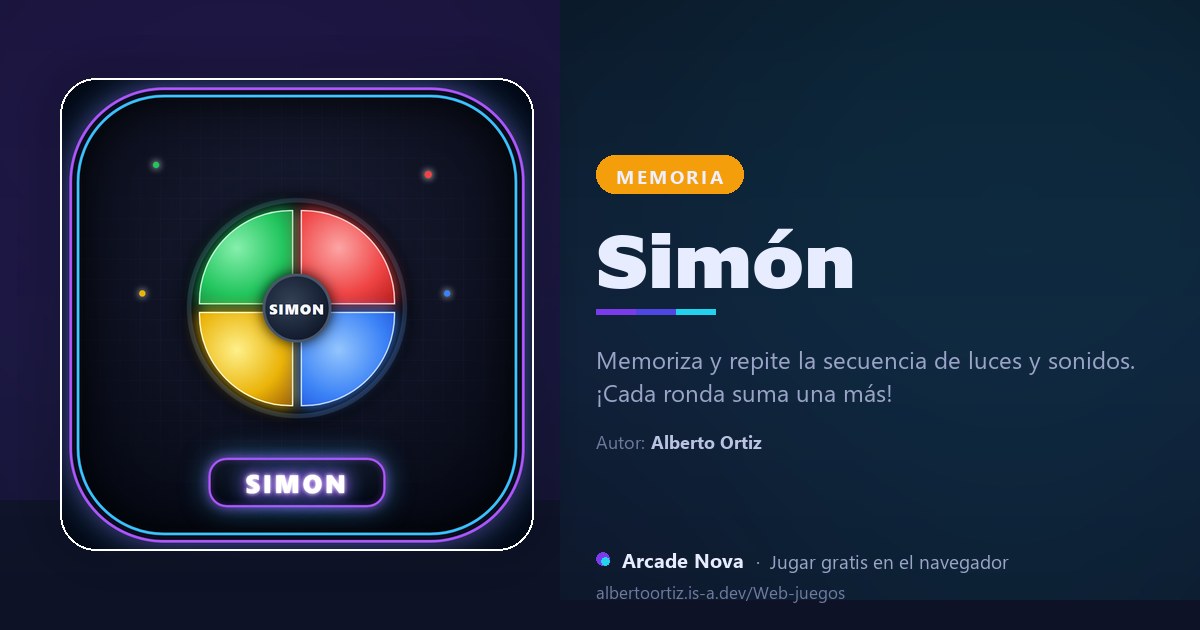 SIMON
SIMON
MEMORIA
Simón
Memoriza y repite la secuencia de luces y sonidos.
¡Cada ronda suma una más!
Autor: Alberto Ortiz
Arcade Nova · Jugar gratis en el navegador
albertoortiz.is-a.dev/Web-juegos